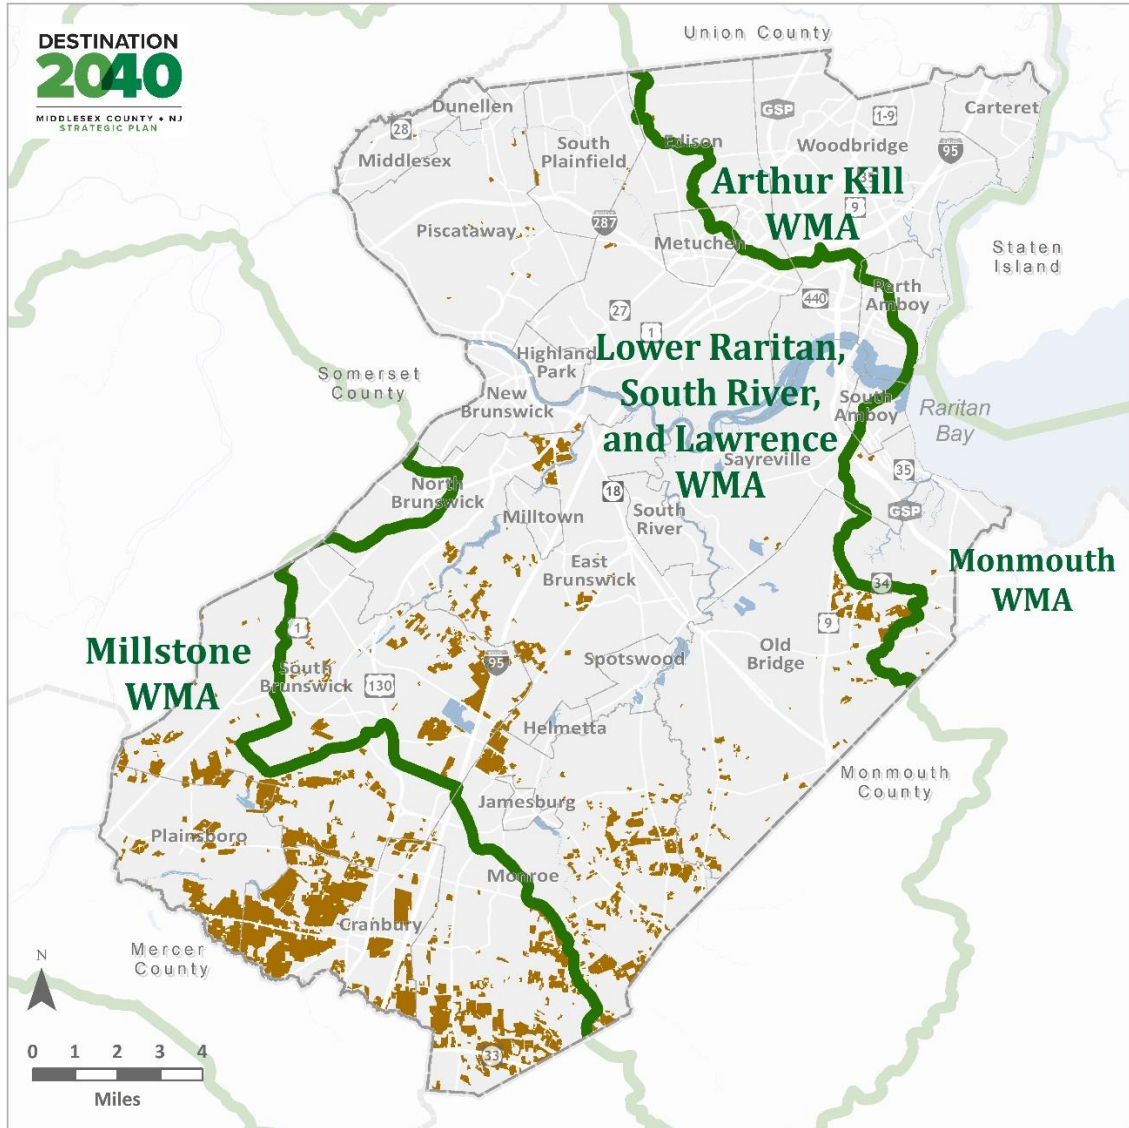 DESTINATION
2040
MIDDLESEX COUNTY • NJ
STRATEGIC PLAN
Union County
Dunellen
28
Middlesex
South
Plainfield
Edison
GSP
1-9
Carteret
Woodbridge
95
35
9
Arthur Kill
WMA
Piscataway
287
Metuchen
Staten
Island
440
Perth
Amboy
27
1
Highland
Park
Lower Raritan,
South River,
and Lawrence
WMA
Somerset
County
New
Brunswick
South
Amboy
Raritan
Bay
Sayreville
35
North
Brunswick
18
GSP
Milltown
South
River
East
Brunswick
Monmouth
WMA
34
9
1
Millstone
WMA
South
Brunswick
130
95
Spotswood
Old
Bridge
Helmetta
Monmouth
County
Jamesburg
Plainsboro
Monroe
Cranbury
Mercer
County
N
33
0 1 2 3 4
Miles